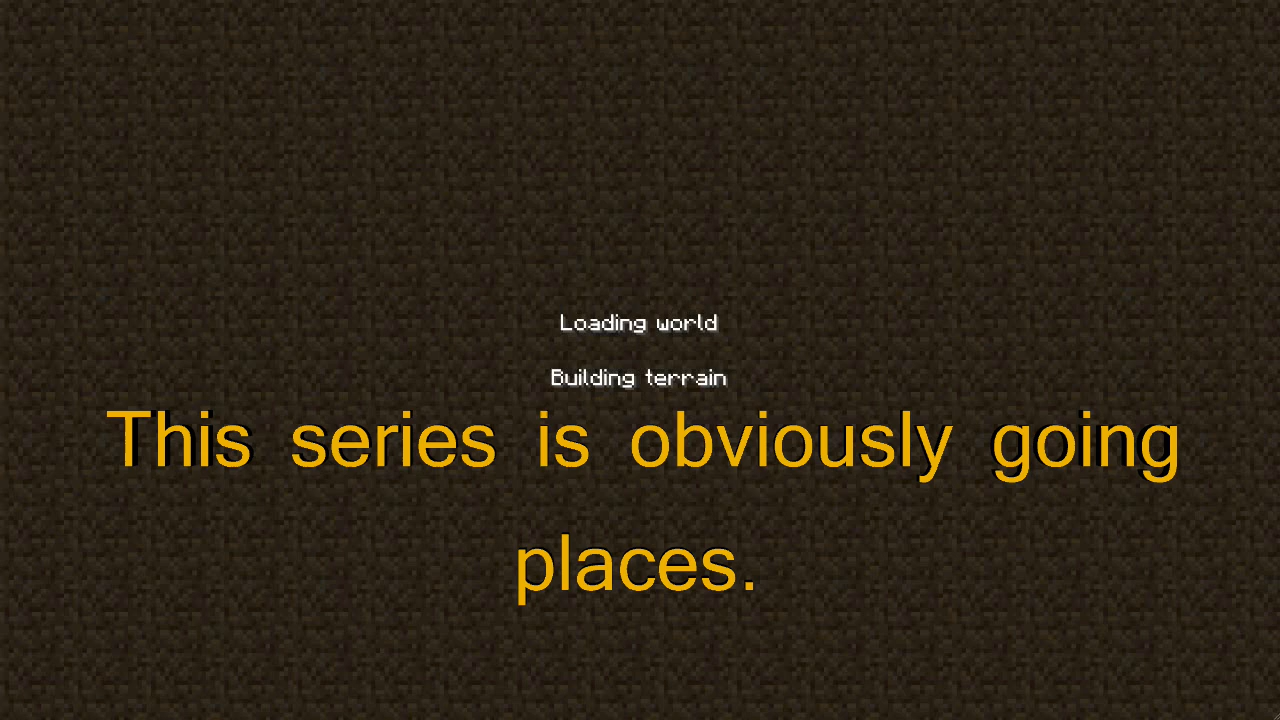 Loading world
Building terrain
This series is obviously going
places.